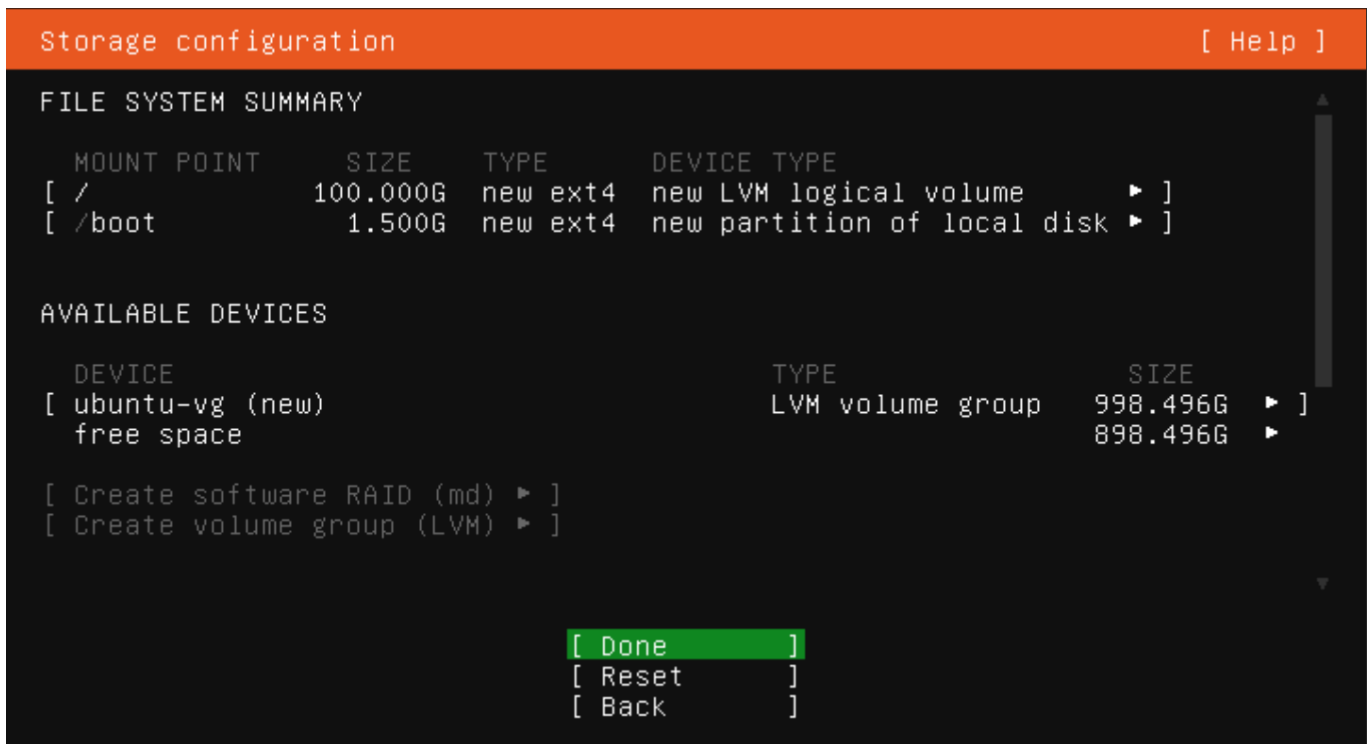 Storage configuration [ Help ]
FILE SYSTEM SUMMARY
MOUNT POINT SIZE TYPE DEVICE TYPE
[ / 100.000G new ext4 new LVM logical volume ▸ ]
[ /boot 1.500G new ext4 new partition of local disk ▸ ]
AVAILABLE DEVICES
DEVICE TYPE SIZE
[ ubuntu-vg (new) LVM volume group 998.496G ▸ ]
free space 898.496G ▸
[ Create software RAID (md) ▸ ]
[ Create volume group (LVM) ▸ ]
[ Done ]
[ Reset ]
[ Back ]